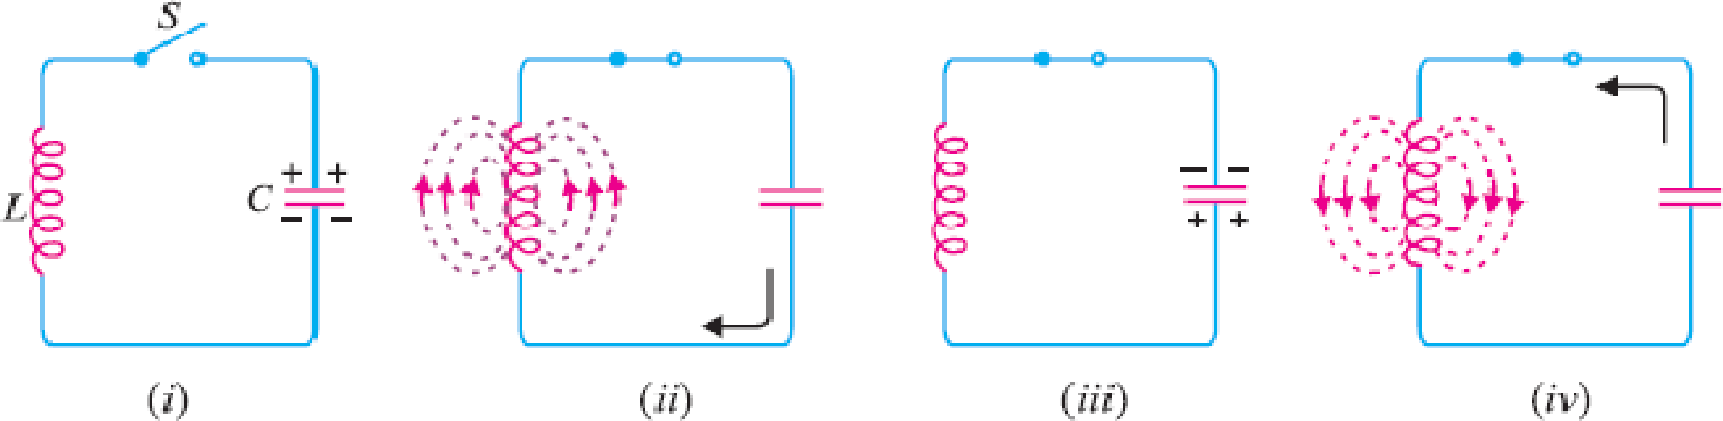 S
L
C
+ +
– –
– –
+ +
(i) (ii) (iii) (iv)